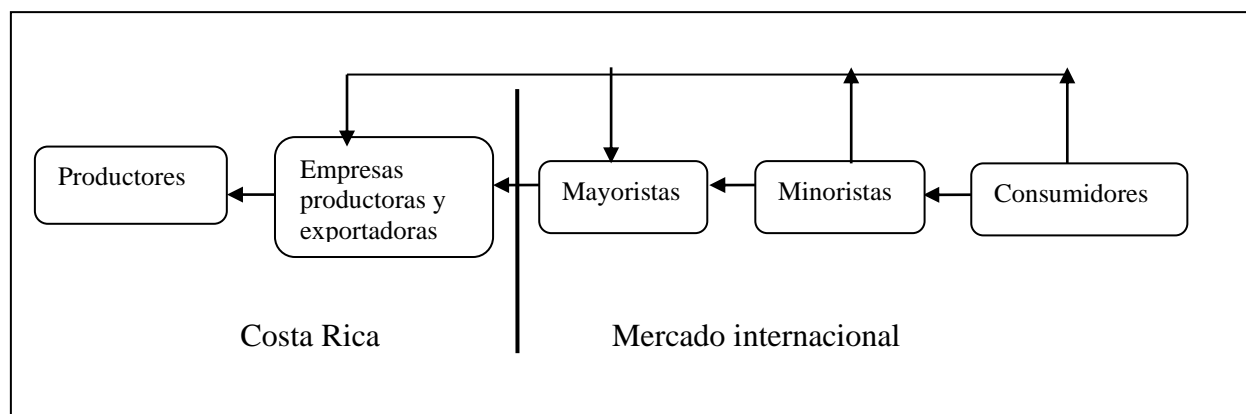 Productores
Empresas
productoras y
exportadoras
Mayoristas
Minoristas
Consumidores
Costa Rica
Mercado internacional